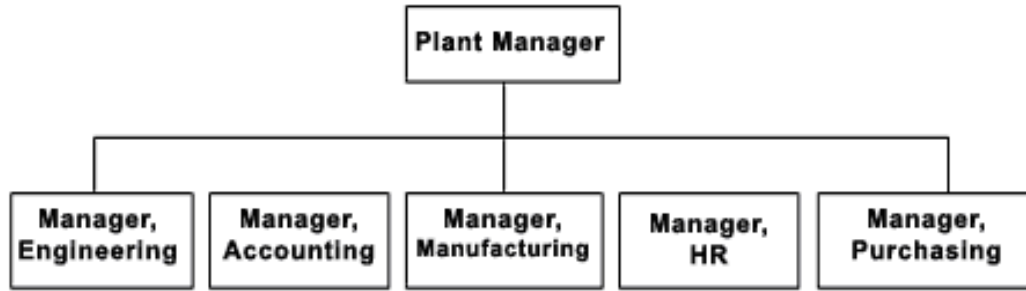 Plant Manager
Manager,
Engineering
Manager,
Accounting
Manager,
Manufacturing
Manager,
HR
Manager,
Purchasing